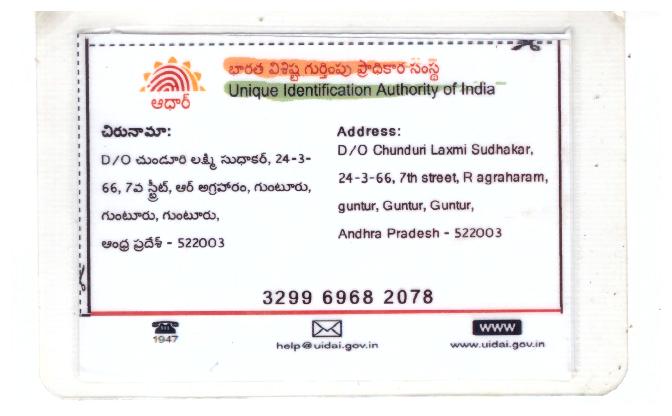 భారత విశిష్ట గుర్తింపు ప్రాధికార సంస్థ
Unique Identification Authority of India
ఆధార్
చిరునామా:
D/O చుండూరి లక్ష్మి సుధాకర్, 24-3-
66, 7వ స్ట్రీట్, ఆర్ అగ్రహారం, గుంటూరు,
గుంటూరు, గుంటూరు,
ఆంధ్ర ప్రదేశ్ - 522003
Address:
D/O Chunduri Laxmi Sudhakar,
24-3-66, 7th street, R agraharam,
guntur, Guntur, Guntur,
Andhra Pradesh - 522003
3299 6968 2078
1947
help@uidai.gov.in
WWW
www.uidai.gov.in